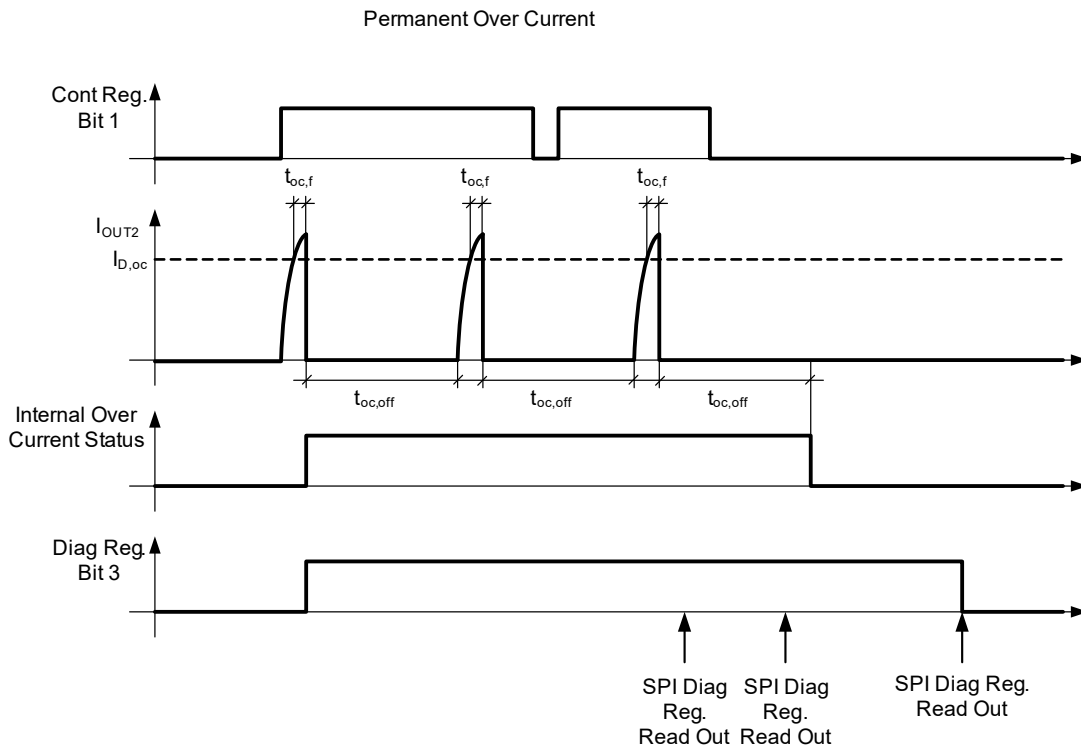 Permanent Over Current
Cont Reg.
Bit 1
toc,f
toc,f
toc,f
IOUT2
ID,oc
toc,off
toc,off
toc,off
Internal Over
Current Status
Diag Reg.
Bit 3
SPI Diag
Reg.
Read Out
SPI Diag
Reg.
Read Out
SPI Diag Reg.
Read Out